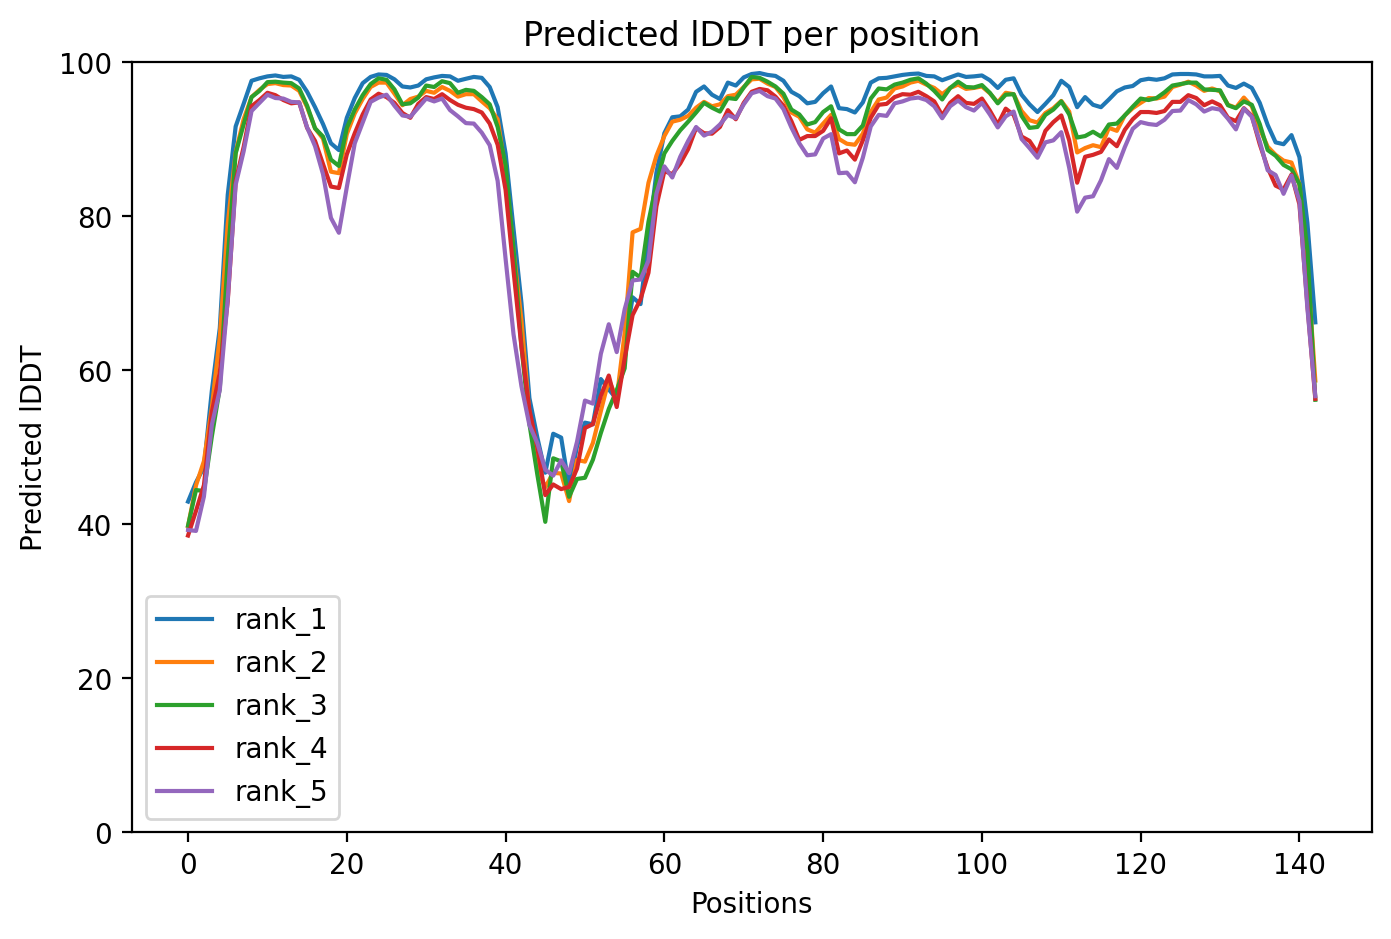 Predicted lDDT per position
100
80
60
40
20
0
Predicted lDDT
rank_1
rank_2
rank_3
rank_4
rank_5
0 20 40 60 80 100 120 140
Positions